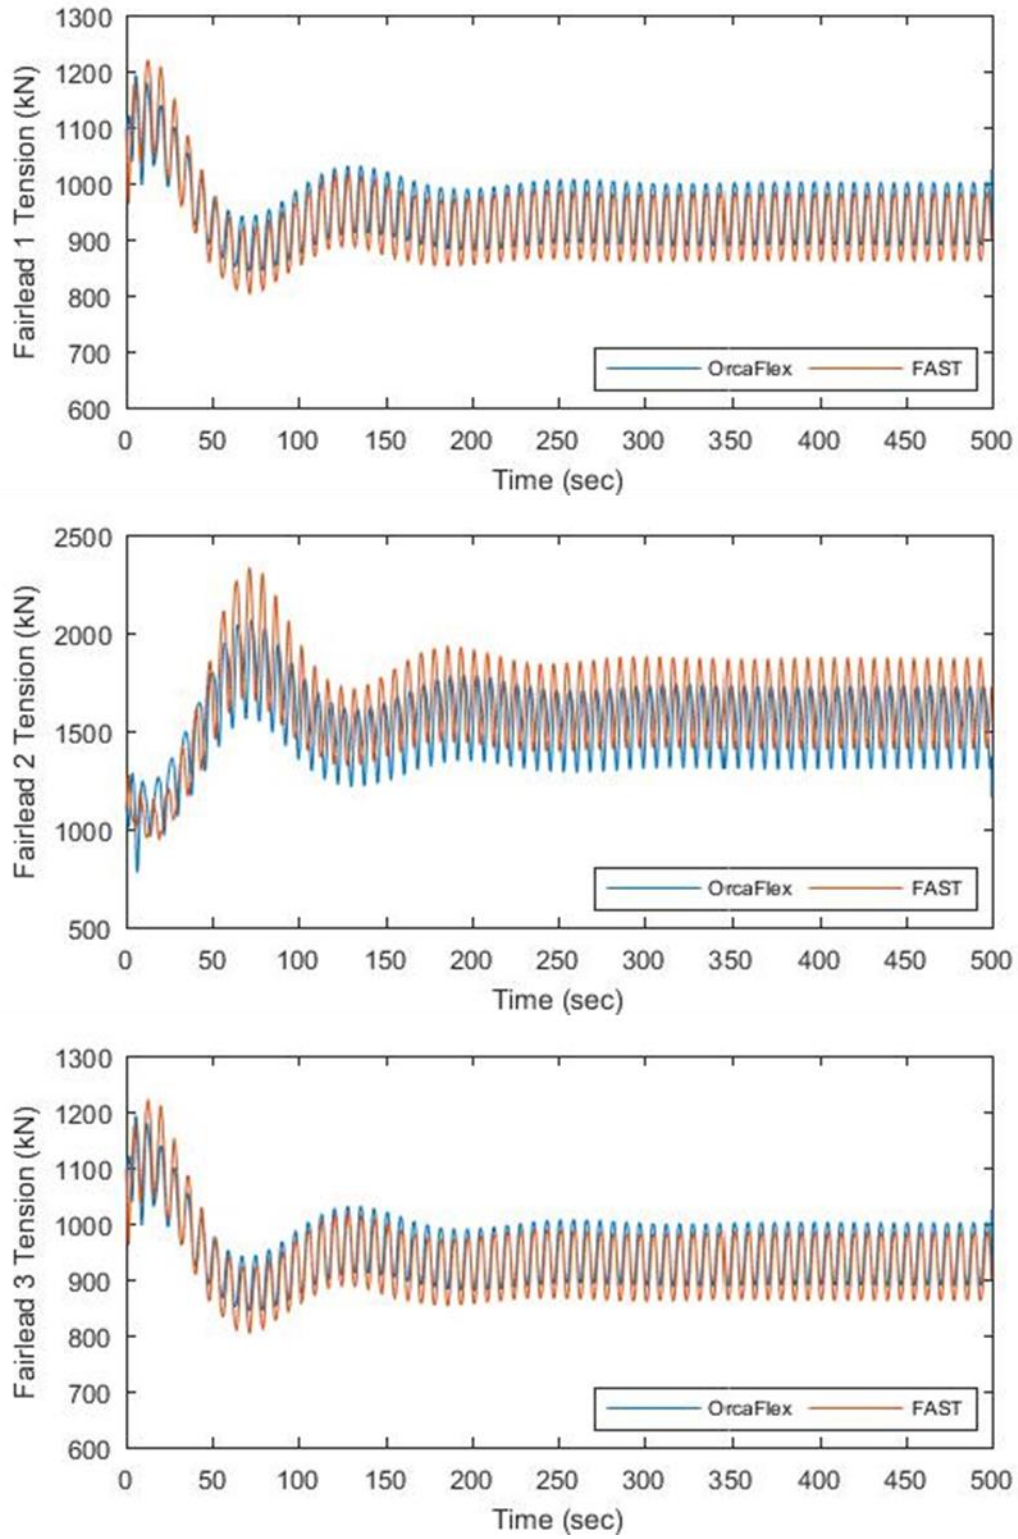 1300
1200
1100
1000
900
800
700
600
Fairlead 1 Tension (kN)
OrcaFlex FAST
0 50 100 150 200 250 300 350 400 450 500
Time (sec)
2500
2000
1500
1000
500
Fairlead 2 Tension (kN)
OrcaFlex FAST
0 50 100 150 200 250 300 350 400 450 500
Time (sec)
1300
1200
1100
1000
900
800
700
600
Fairlead 3 Tension (kN)
OrcaFlex FAST
0 50 100 150 200 250 300 350 400 450 500
Time (sec)